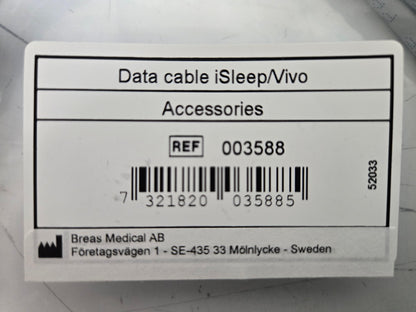 Data cable iSleep/Vivo
Accessories
REF 003588
7 321820 035885
52033
Breas Medical AB
Företagsvägen 1 - SE-435 33 Mölnlycke - Sweden